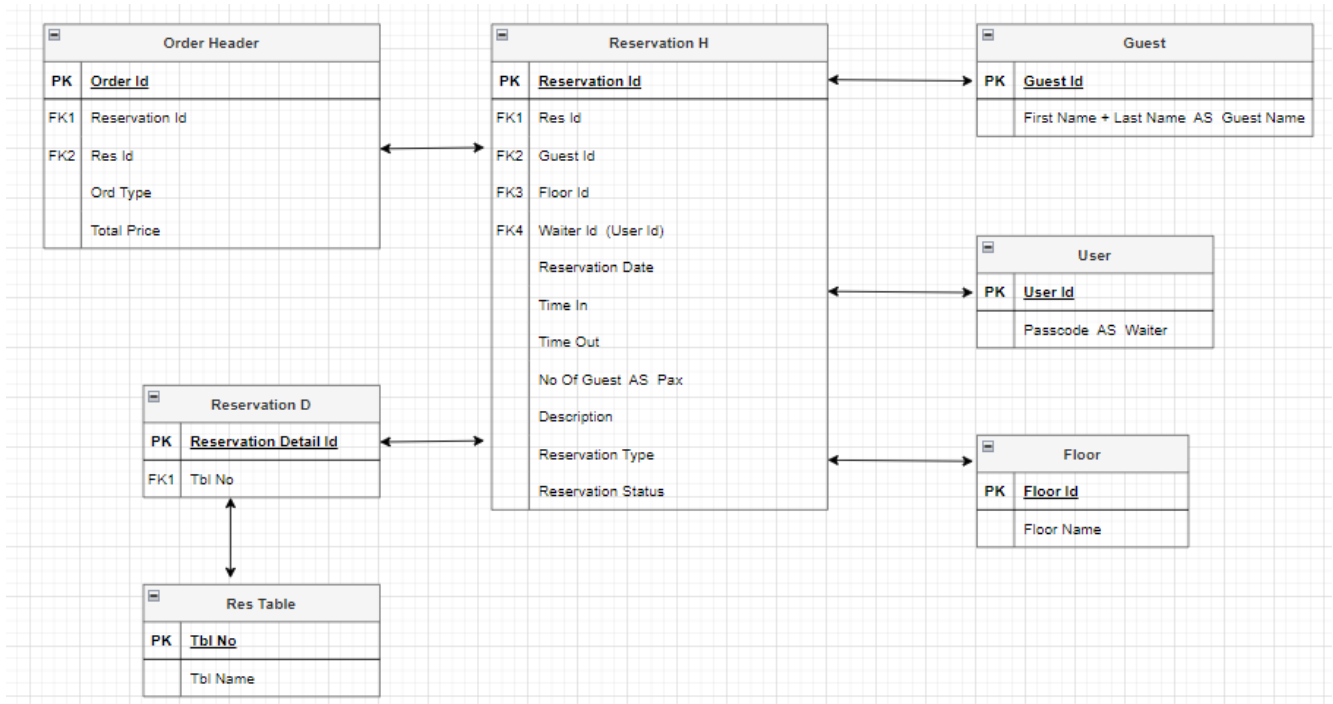 Order Header
PK Order Id
FK1 Reservation Id
FK2 Res Id
Ord Type
Total Price
Reservation H
PK Reservation Id
FK1 Res Id
FK2 Guest Id
FK3 Floor Id
FK4 Waiter Id (User Id)
Reservation Date
Time In
Time Out
No Of Guest AS Pax
Description
Reservation Type
Reservation Status
Guest
PK Guest Id
First Name + Last Name AS Guest Name
User
PK User Id
Passcode AS Waiter
Reservation D
PK Reservation Detail Id
FK1 Tbl No
Floor
PK Floor Id
Floor Name
Res Table
PK Tbl No
Tbl Name